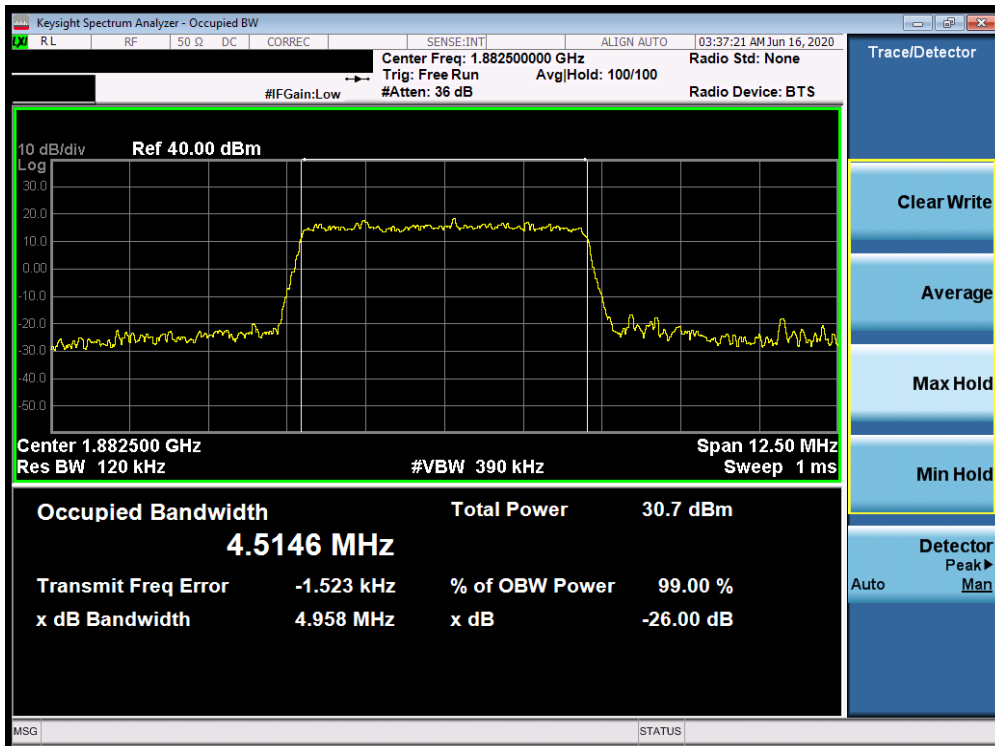 Keysight Spectrum Analyzer - Occupied BW
LXI RL RF 50 Ω DC CORREC SENSE:INT ALIGN AUTO 03:37:21 AM Jun 16, 2020
Center Freq: 1.882500000 GHz Radio Std: None
Trig: Free Run Avg|Hold: 100/100
#IFGain:Low #Atten: 36 dB Radio Device: BTS
10 dB/div Ref 40.00 dBm
Log
30.0
20.0
10.0
0.00
-10.0
-20.0
-30.0
-40.0
-50.0
Center 1.882500 GHz Span 12.50 MHz
Res BW 120 kHz #VBW 390 kHz Sweep 1 ms
Occupied Bandwidth Total Power 30.7 dBm
4.5146 MHz
Transmit Freq Error -1.523 kHz % of OBW Power 99.00 %
x dB Bandwidth 4.958 MHz x dB -26.00 dB
MSG STATUS
Trace/Detector
Clear Write
Average
Max Hold
Min Hold
Detector
Peak▶
Auto Man